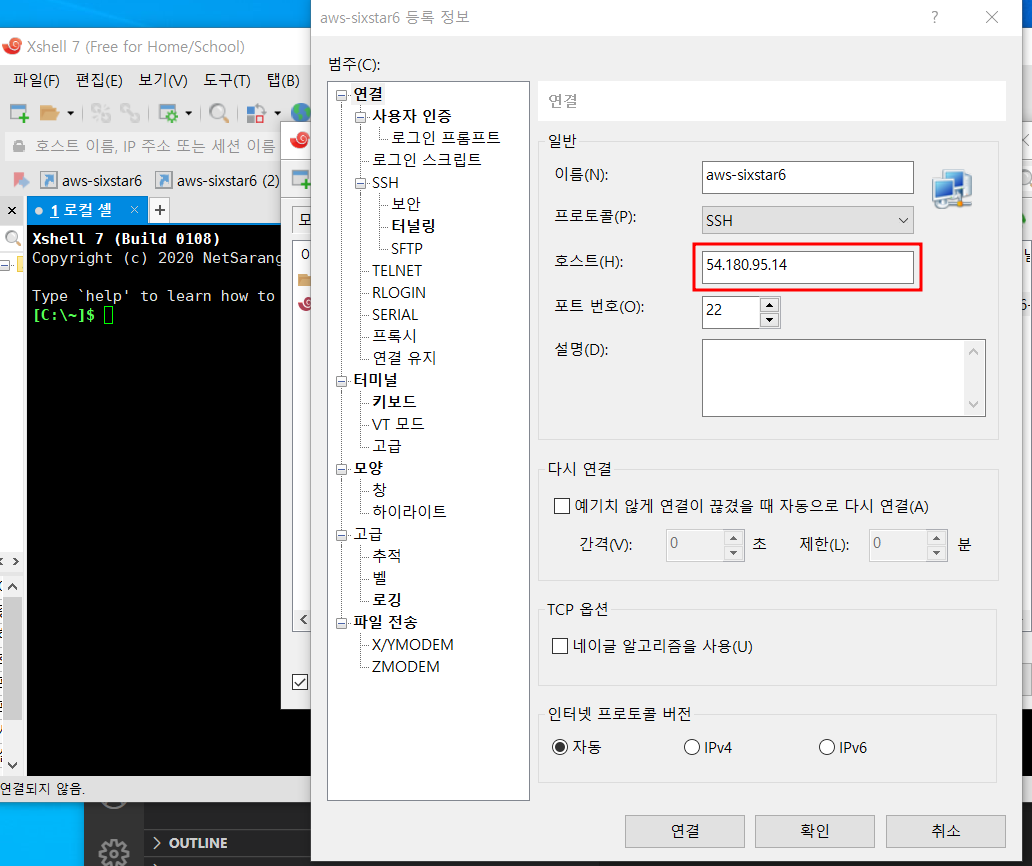 aws-sixstar6 등록 정보
?
Xshell 7 (Free for Home/School)
파일(F) 편집(E) 보기(V) 도구(T) 탭(B)
호스트 이름, IP 주소 또는 세션 이름
aws-sixstar6 aws-sixstar6 (2)
1 로컬 셸
Xshell 7 (Build 0108)
Copyright (c) 2020 NetSarang
Type `help' to learn how to
[C:\~]$
연결되지 않음.
OUTLINE
범주(C):
연결
사용자 인증
로그인 프롬프트
로그인 스크립트
SSH
보안
터널링
SFTP
TELNET
RLOGIN
SERIAL
프록시
연결 유지
터미널
키보드
VT 모드
고급
모양
창
하이라이트
고급
추적
벨
로깅
파일 전송
X/YMODEM
ZMODEM
연결
일반
이름(N): aws-sixstar6
프로토콜(P): SSH
호스트(H): 54.180.95.14
포트 번호(O): 22
설명(D):
다시 연결
예기치 않게 연결이 끊겼을 때 자동으로 다시 연결(A)
간격(V): 0 초 제한(L): 0 분
TCP 옵션
네이글 알고리즘을 사용(U)
인터넷 프로토콜 버전
자동 IPv4 IPv6
연결 확인 취소